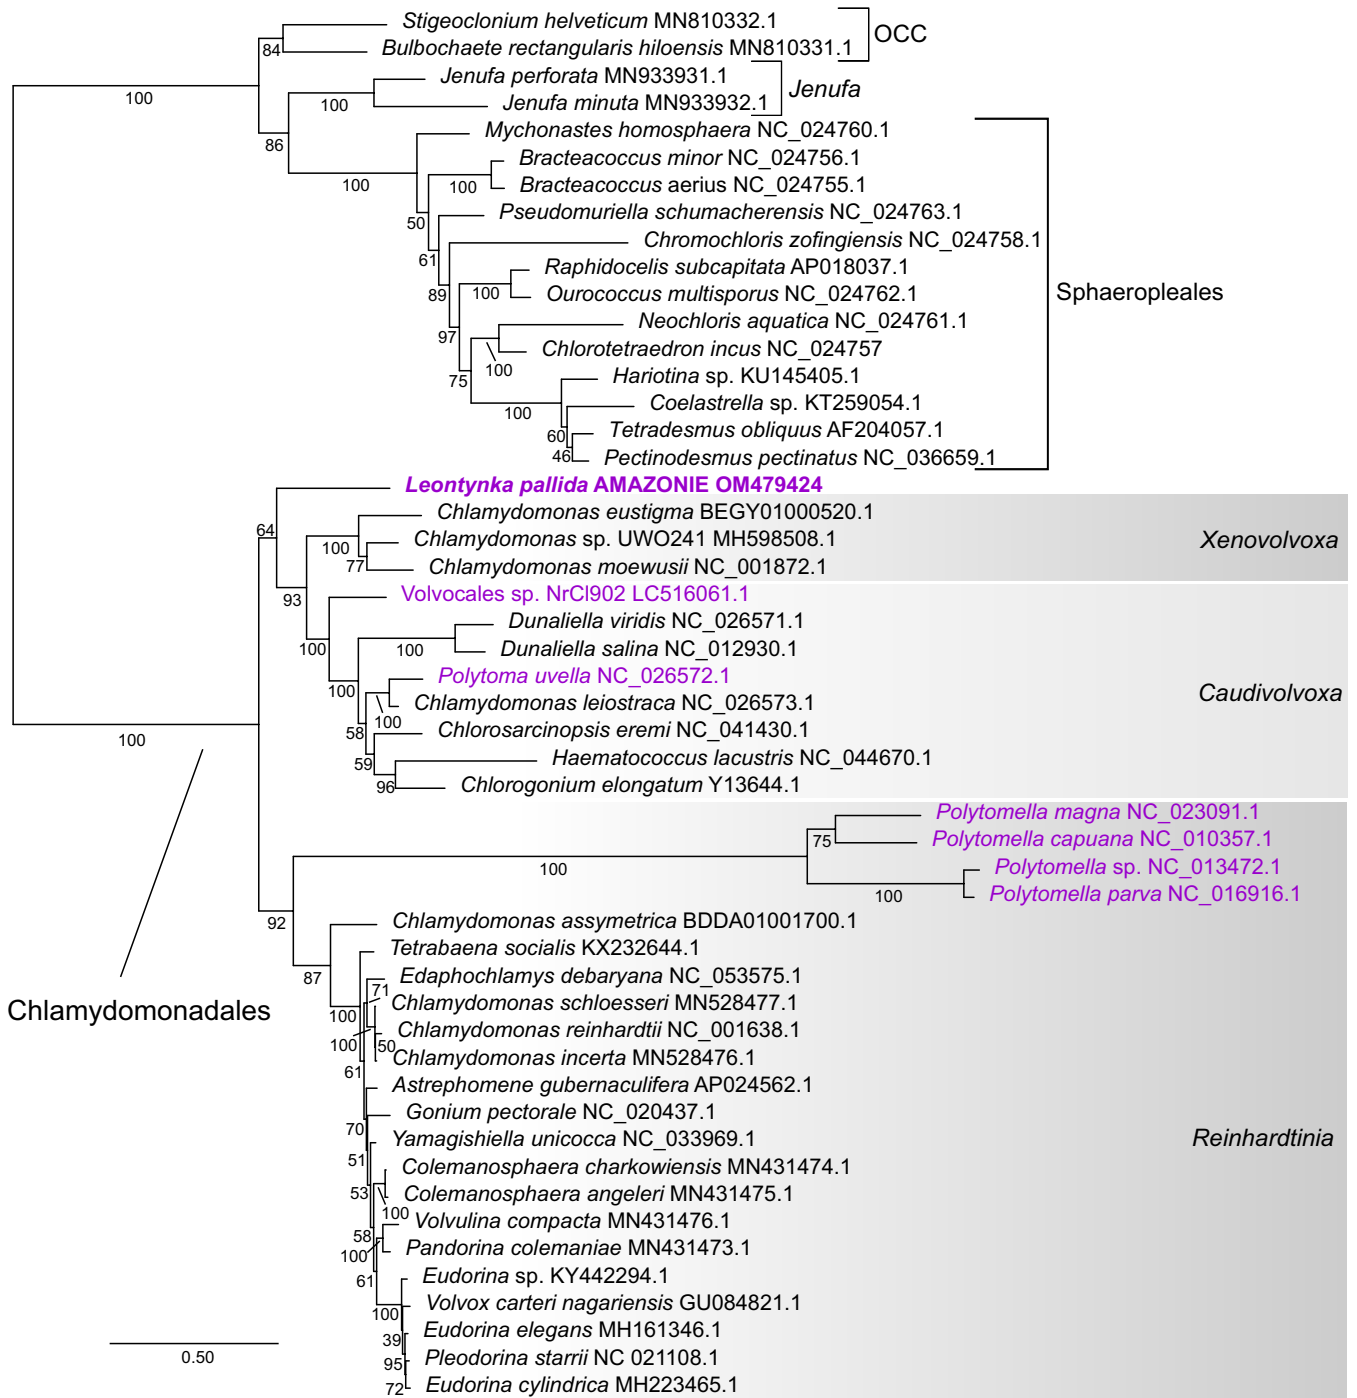 Stigeoclonium helveticum MN810332.1
84
OCC
Bulbochaete rectangularis hiloensis MN810331.1
Jenufa perforata MN933931.1
100
100
Jenufa
Jenufa minuta MN933932.1
Mychonastes homosphaera NC_024760.1
86
Bracteacoccus minor NC_024756.1
100
100
Bracteacoccus aerius NC_024755.1
Pseudomuriella schumacherensis NC_024763.1
50
Chromochloris zofingiensis NC_024758.1
61
Raphidocelis subcapitata AP018037.1
89
100
Ourococcus multisporus NC_024762.1
Sphaeropleales
Neochloris aquatica NC_024761.1
97
Chlorotetraedron incus NC_024757
100
Hariotina sp. KU145405.1
75
Coelastrella sp. KT259054.1
100
Tetradesmus obliquus AF204057.1
60
Pectinodesmus pectinatus NC_036659.1
46
Leontynka pallida AMAZONIE OM479424
Chlamydomonas eustigma BEGY01000520.1
64
Chlamydomonas sp. UWO241 MH598508.1
100
Xenovolvoxa
Chlamydomonas moewusii NC_001872.1
77
Volvocales sp. NrCl902 LC516061.1
93
Dunaliella viridis NC_026571.1
100
100
Dunaliella salina NC_012930.1
Polytoma uvella NC_026572.1
100
Caudivolvoxa
Chlamydomonas leiostraca NC_026573.1
100
Chlorosarcinopsis eremi NC_041430.1
58
100
Haematococcus lacustris NC_044670.1
59
Chlorogonium elongatum Y13644.1
96
Polytomella magna NC_023091.1
75
Polytomella capuana NC_010357.1
100
Polytomella sp. NC_013472.1
100
Polytomella parva NC_016916.1
92
Chlamydomonas assymetrica BDDA01001700.1
Tetrabaena socialis KX232644.1
87
Edaphochlamys debaryana NC_053575.1
71
Chlamydomonas schloesseri MN528477.1
Chlamydomonadales
100
Chlamydomonas reinhardtii NC_001638.1
100
50
Chlamydomonas incerta MN528476.1
61
Astrephomene gubernaculifera AP024562.1
Gonium pectorale NC_020437.1
70
Yamagishiella unicocca NC_033969.1
Reinhardtinia
51
Colemanosphaera charkowiensis MN431474.1
53
Colemanosphaera angeleri MN431475.1
100
Volvulina compacta MN431476.1
58
Pandorina colemaniae MN431473.1
100
Eudorina sp. KY442294.1
61
Volvox carteri nagariensis GU084821.1
100
Eudorina elegans MH161346.1
39
Pleodorina starrii NC 021108.1
0.50
95
Eudorina cylindrica MH223465.1
72